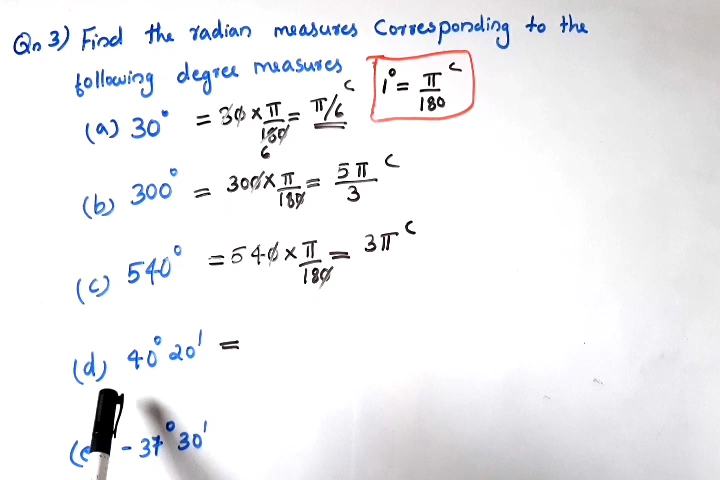 Qn 3) Find the radian measures Corresponding to the
following degree measures
1° = π/180 ᶜ
(a) 30° = 30 × π/180 = π/6 ᶜ
6
(b) 300° = 300 × π/180 = 5π/3 ᶜ
(c) 540° = 540 × π/180 = 3π ᶜ
(d) 40° 20' =
(e - 37° 30'